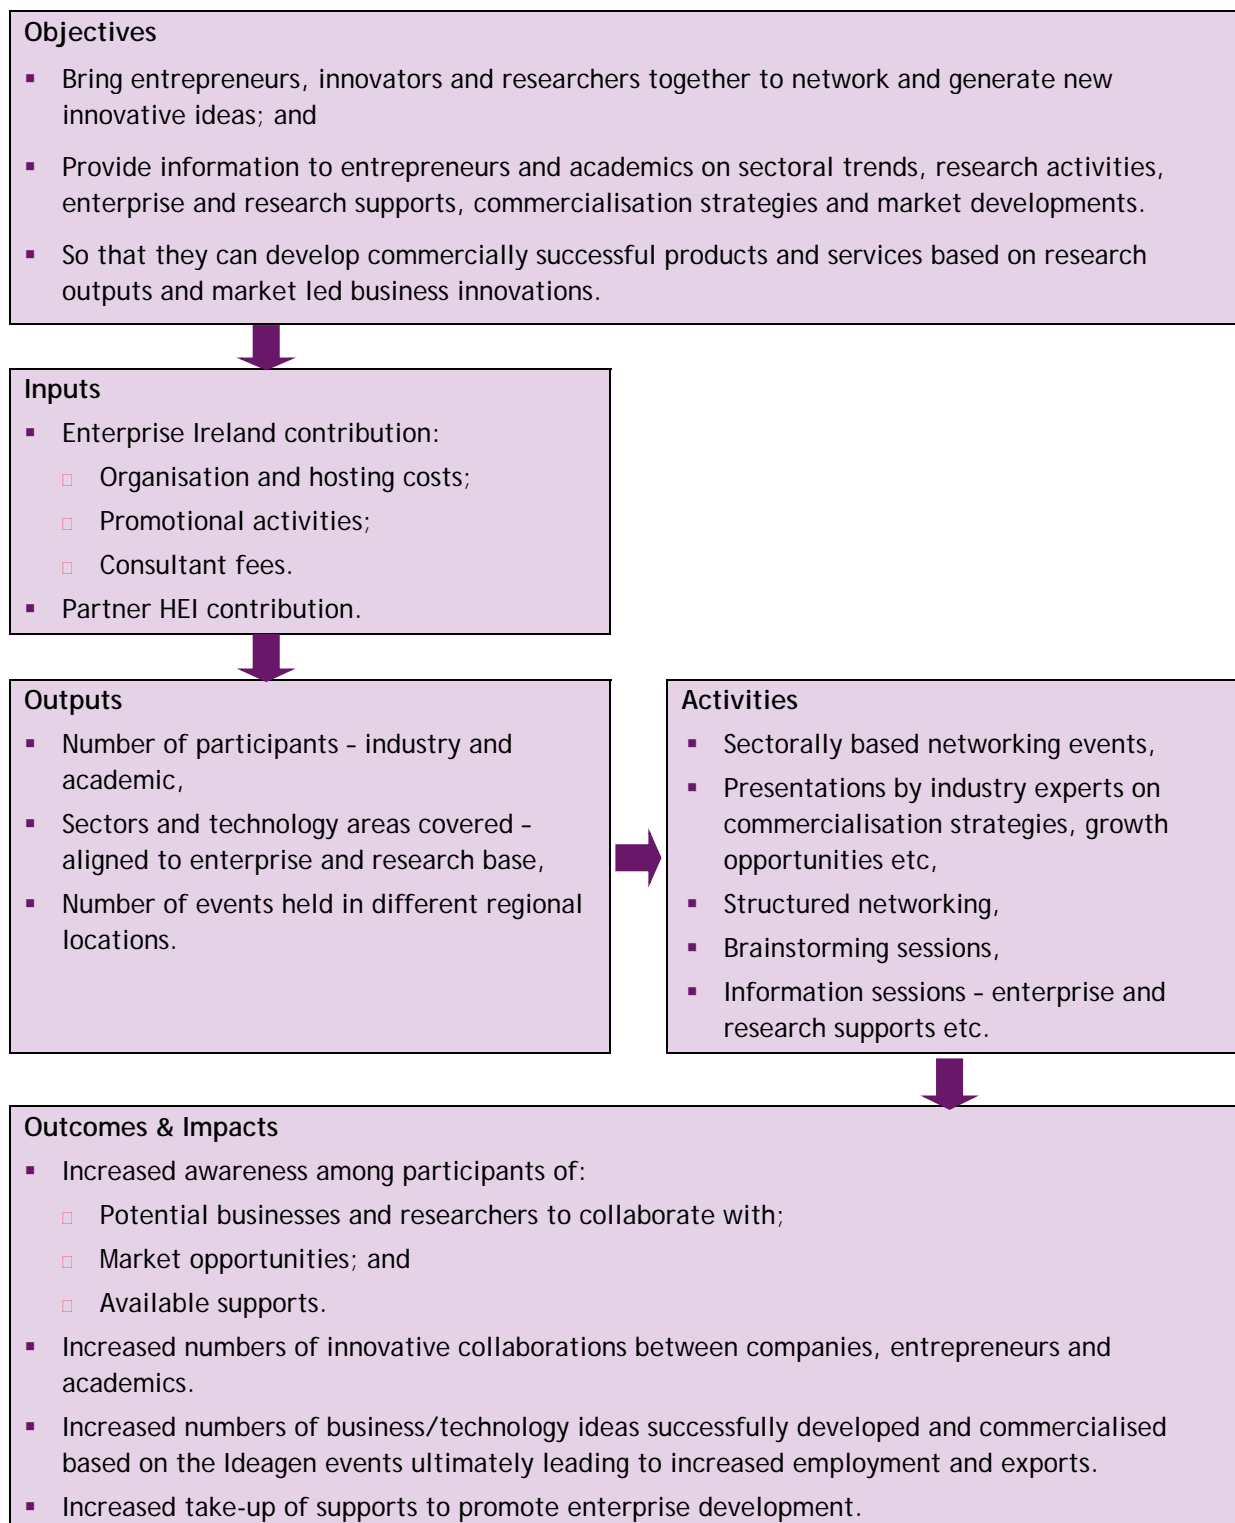 Objectives
▪ Bring entrepreneurs, innovators and researchers together to network and generate new
innovative ideas; and
▪ Provide information to entrepreneurs and academics on sectoral trends, research activities,
enterprise and research supports, commercialisation strategies and market developments.
▪ So that they can develop commercially successful products and services based on research
outputs and market led business innovations.
Inputs
▪ Enterprise Ireland contribution:
□ Organisation and hosting costs;
□ Promotional activities;
□ Consultant fees.
▪ Partner HEI contribution.
Outputs
▪ Number of participants – industry and
academic,
▪ Sectors and technology areas covered –
aligned to enterprise and research base,
▪ Number of events held in different regional
locations.
Activities
▪ Sectorally based networking events,
▪ Presentations by industry experts on
commercialisation strategies, growth
opportunities etc,
▪ Structured networking,
▪ Brainstorming sessions,
▪ Information sessions – enterprise and
research supports etc.
Outcomes & Impacts
▪ Increased awareness among participants of:
□ Potential businesses and researchers to collaborate with;
□ Market opportunities; and
□ Available supports.
▪ Increased numbers of innovative collaborations between companies, entrepreneurs and
academics.
▪ Increased numbers of business/technology ideas successfully developed and commercialised
based on the Ideagen events ultimately leading to increased employment and exports.
▪ Increased take-up of supports to promote enterprise development.